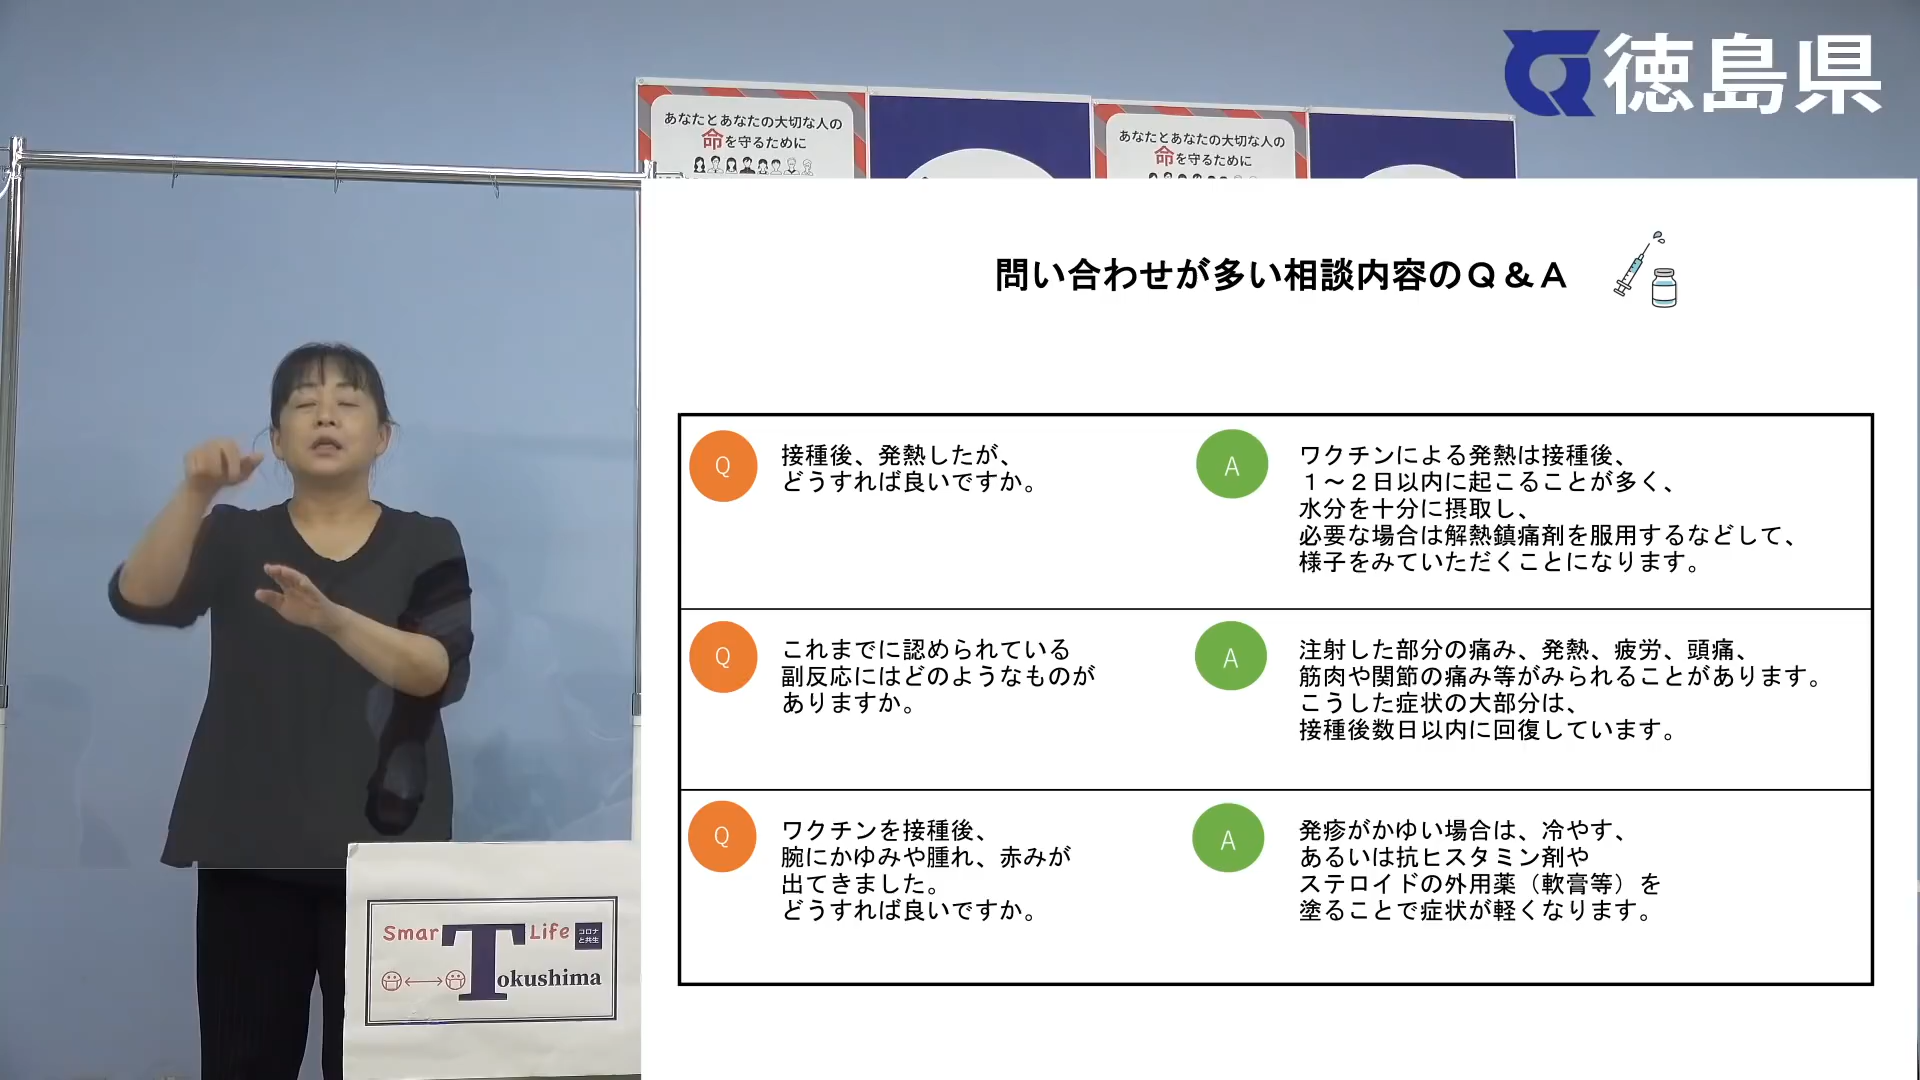 徳島県
あなたとあなたの大切な人の
命を守るために
あなたとあなたの大切な人の
命を守るために
問い合わせが多い相談内容のQ&A
Q
接種後、発熱したが、
どうすれば良いですか。
A
ワクチンによる発熱は接種後、
１～２日以内に起こることが多く、
水分を十分に摂取し、
必要な場合は解熱鎮痛剤を服用するなどして、
様子をみていただくことになります。
Q
これまでに認められている
副反応にはどのようなものが
ありますか。
A
注射した部分の痛み、発熱、疲労、頭痛、
筋肉や関節の痛み等がみられることがあります。
こうした症状の大部分は、
接種後数日以内に回復しています。
Q
ワクチンを接種後、
腕にかゆみや腫れ、赤みが
出てきました。
どうすれば良いですか。
A
発疹がかゆい場合は、冷やす、
あるいは抗ヒスタミン剤や
ステロイドの外用薬（軟膏等）を
塗ることで症状が軽くなります。
SmarT Life
コロナ
と共生
Tokushima